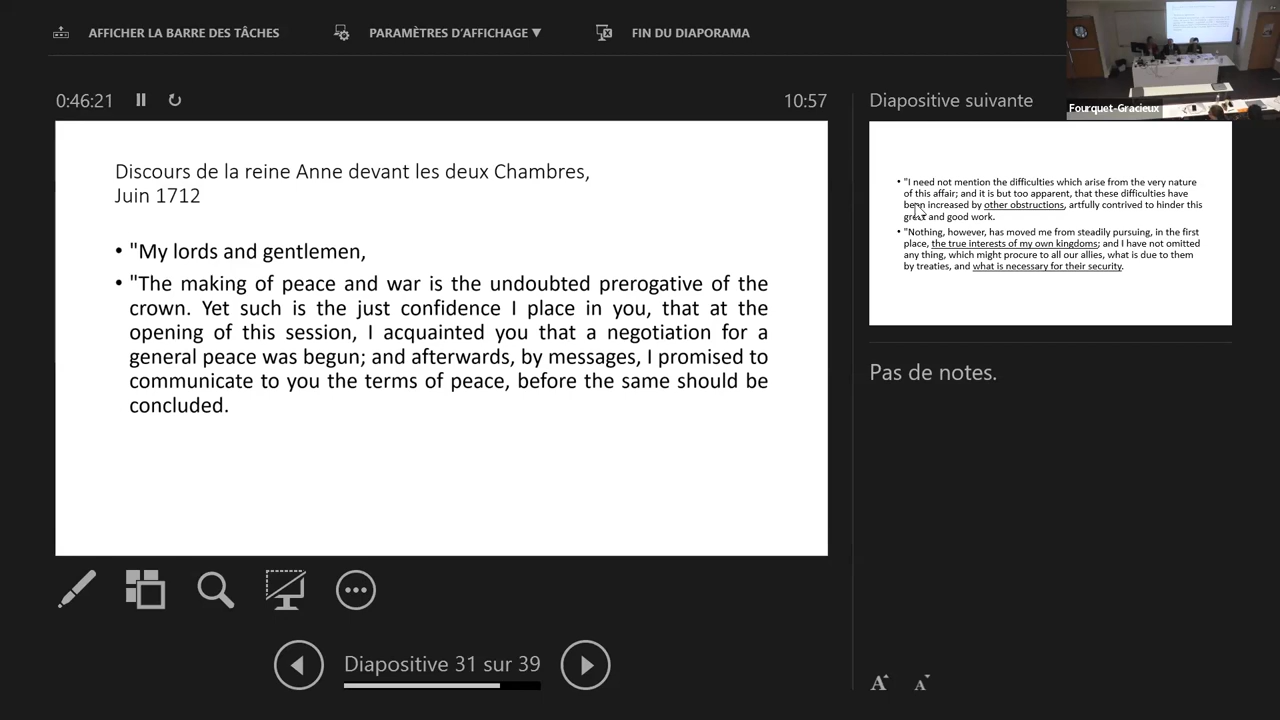 AFFICHER LA BARRE DES TÂCHES
PARAMÈTRES D'AFFICHAGE ▼
FIN DU DIAPORAMA
0:46:21
10:57
Discours de la reine Anne devant les deux Chambres,
Juin 1712
• "My lords and gentlemen,
• "The making of peace and war is the undoubted prerogative of the
crown. Yet such is the just confidence I place in you, that at the
opening of this session, I acquainted you that a negotiation for a
general peace was begun; and afterwards, by messages, I promised to
communicate to you the terms of peace, before the same should be
concluded.
Diapositive 31 sur 39
Diapositive suivante
Fourquet-Gracieux
• "I need not mention the difficulties which arise from the very nature
of this affair; and it is but too apparent, that these difficulties have
been increased by other obstructions, artfully contrived to hinder this
great and good work.
• "Nothing, however, has moved me from steadily pursuing, in the first
place, the true interests of my own kingdoms; and I have not omitted
any thing, which might procure to all our allies, what is due to them
by treaties, and what is necessary for their security.
Pas de notes.
A A